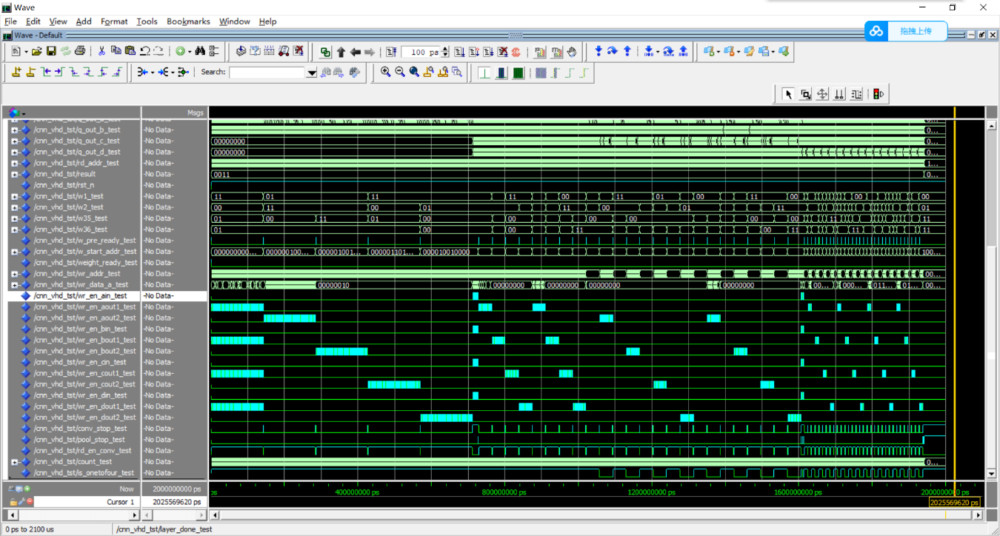 Wave
File Edit View Add Format Tools Bookmarks Window Help
Wave - Default
拖拽上传
100 ps
Search:
Msgs
/cnn_vhd_tst/q_out_b_test -No Data- 0...
/cnn_vhd_tst/q_out_c_test -No Data- 00000000 0...
/cnn_vhd_tst/q_out_d_test -No Data- 00000000 0...
/cnn_vhd_tst/rd_addr_test -No Data- 1...
/cnn_vhd_tst/result -No Data- 0011 0...
/cnn_vhd_tst/rst_n -No Data-
/cnn_vhd_tst/w1_test -No Data- 11 01 11 11 00 11 01 00 11 00 00 00
/cnn_vhd_tst/w2_test -No Data- 00 11 00 01 11 00 01 11 01
/cnn_vhd_tst/w35_test -No Data- 01 00 11 01 00 00 00 00 00 00 11 11
/cnn_vhd_tst/w36_test -No Data- 01 00 00 11 00 11 11 11
/cnn_vhd_tst/w_pre_ready_test -No Data-
/cnn_vhd_tst/w_start_addr_test -No Data- 000000000... 000000100... 000001001... 000001101... 000010010000 100...
/cnn_vhd_tst/weight_ready_test -No Data-
/cnn_vhd_tst/wr_addr_test -No Data- 00...
/cnn_vhd_tst/wr_data_a_test -No Data- 00000010 00000000 00000000 00000000 00000000 00... 000... 011... 01... 00...
/cnn_vhd_tst/wr_en_ain_test -No Data-
/cnn_vhd_tst/wr_en_aout1_test -No Data-
/cnn_vhd_tst/wr_en_aout2_test -No Data-
/cnn_vhd_tst/wr_en_bin_test -No Data-
/cnn_vhd_tst/wr_en_bout1_test -No Data-
/cnn_vhd_tst/wr_en_bout2_test -No Data-
/cnn_vhd_tst/wr_en_cin_test -No Data-
/cnn_vhd_tst/wr_en_cout1_test -No Data-
/cnn_vhd_tst/wr_en_cout2_test -No Data-
/cnn_vhd_tst/wr_en_din_test -No Data-
/cnn_vhd_tst/wr_en_dout1_test -No Data-
/cnn_vhd_tst/wr_en_dout2_test -No Data-
/cnn_vhd_tst/conv_stop_test -No Data-
/cnn_vhd_tst/pool_stop_test -No Data-
/cnn_vhd_tst/rd_en_conv_test -No Data-
/cnn_vhd_tst/count_test -No Data- 0...
/cnn_vhd_tst/is_onetofour_test -No Data-
Now 2000000000 ps ps 400000000 ps 800000000 ps 1200000000 ps 1600000000 ps 2000000000 ps
Cursor 1 2025569620 ps 2025569620 ps
0 ps to 2100 us /cnn_vhd_tst/layer_done_test